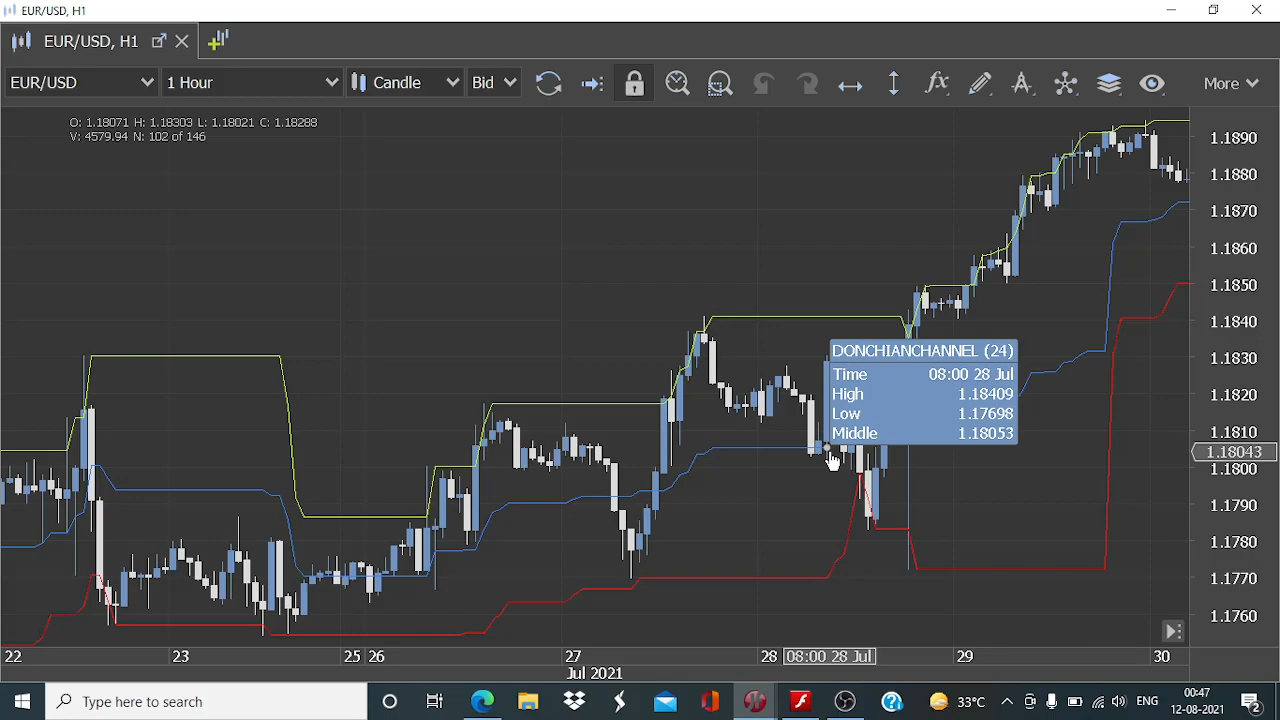 EUR/USD, H1
EUR/USD, H1
EUR/USD 1 Hour Candle Bid fx More
O: 1.18071 H: 1.18303 L: 1.18021 C: 1.18288
V: 4579.94 N: 102 of 146
1.1890
1.1880
1.1870
1.1860
1.1850
1.1840
1.1830
1.1820
1.1810
1.18043
1.1800
1.1790
1.1780
1.1770
1.1760
DONCHIANCHANNEL (24)
Time 08:00 28 Jul
High 1.18409
Low 1.17698
Middle 1.18053
22 23 25 26 27 28 08:00 28 Jul 29 30
Jul 2021
Type here to search 33°C ENG 00:47
12-08-2021 2